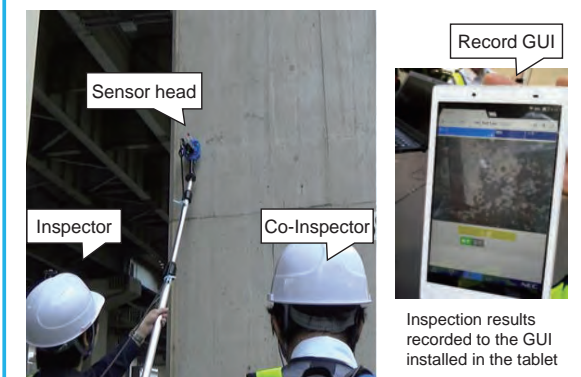 Sensor head
Inspector
Co-Inspector
Record GUI
Inspection results
recorded to the GUI
installed in the tablet